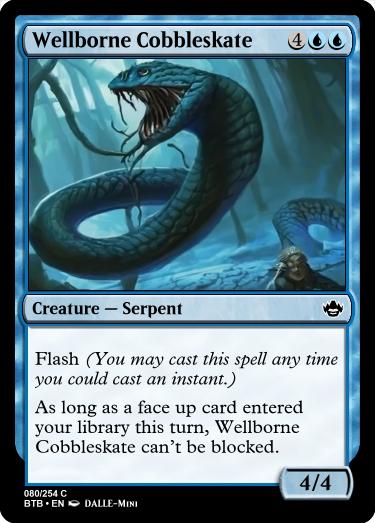 Wellborne Cobbleskate 4
Creature — Serpent
Flash (You may cast this spell any time
you could cast an instant.)
As long as a face up card entered
your library this turn, Wellborne
Cobbleskate can't be blocked.
4/4
080/254 C
BTB • EN DALLE-Mini